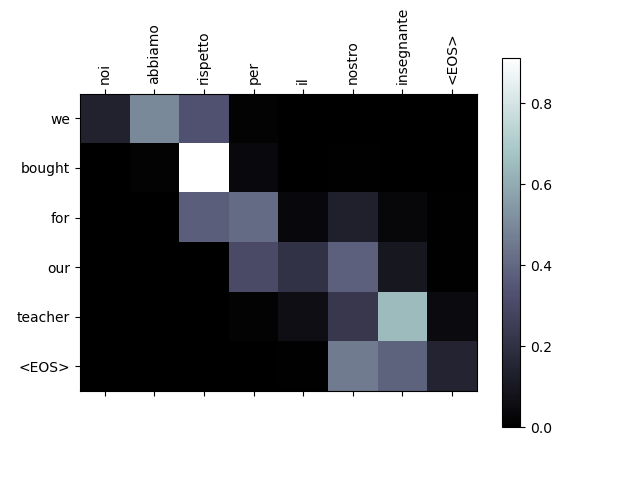 noi abbiamo rispetto per il nostro insegnante <EOS>
we
bought
for
our
teacher
<EOS>
0.8
0.6
0.4
0.2
0.0